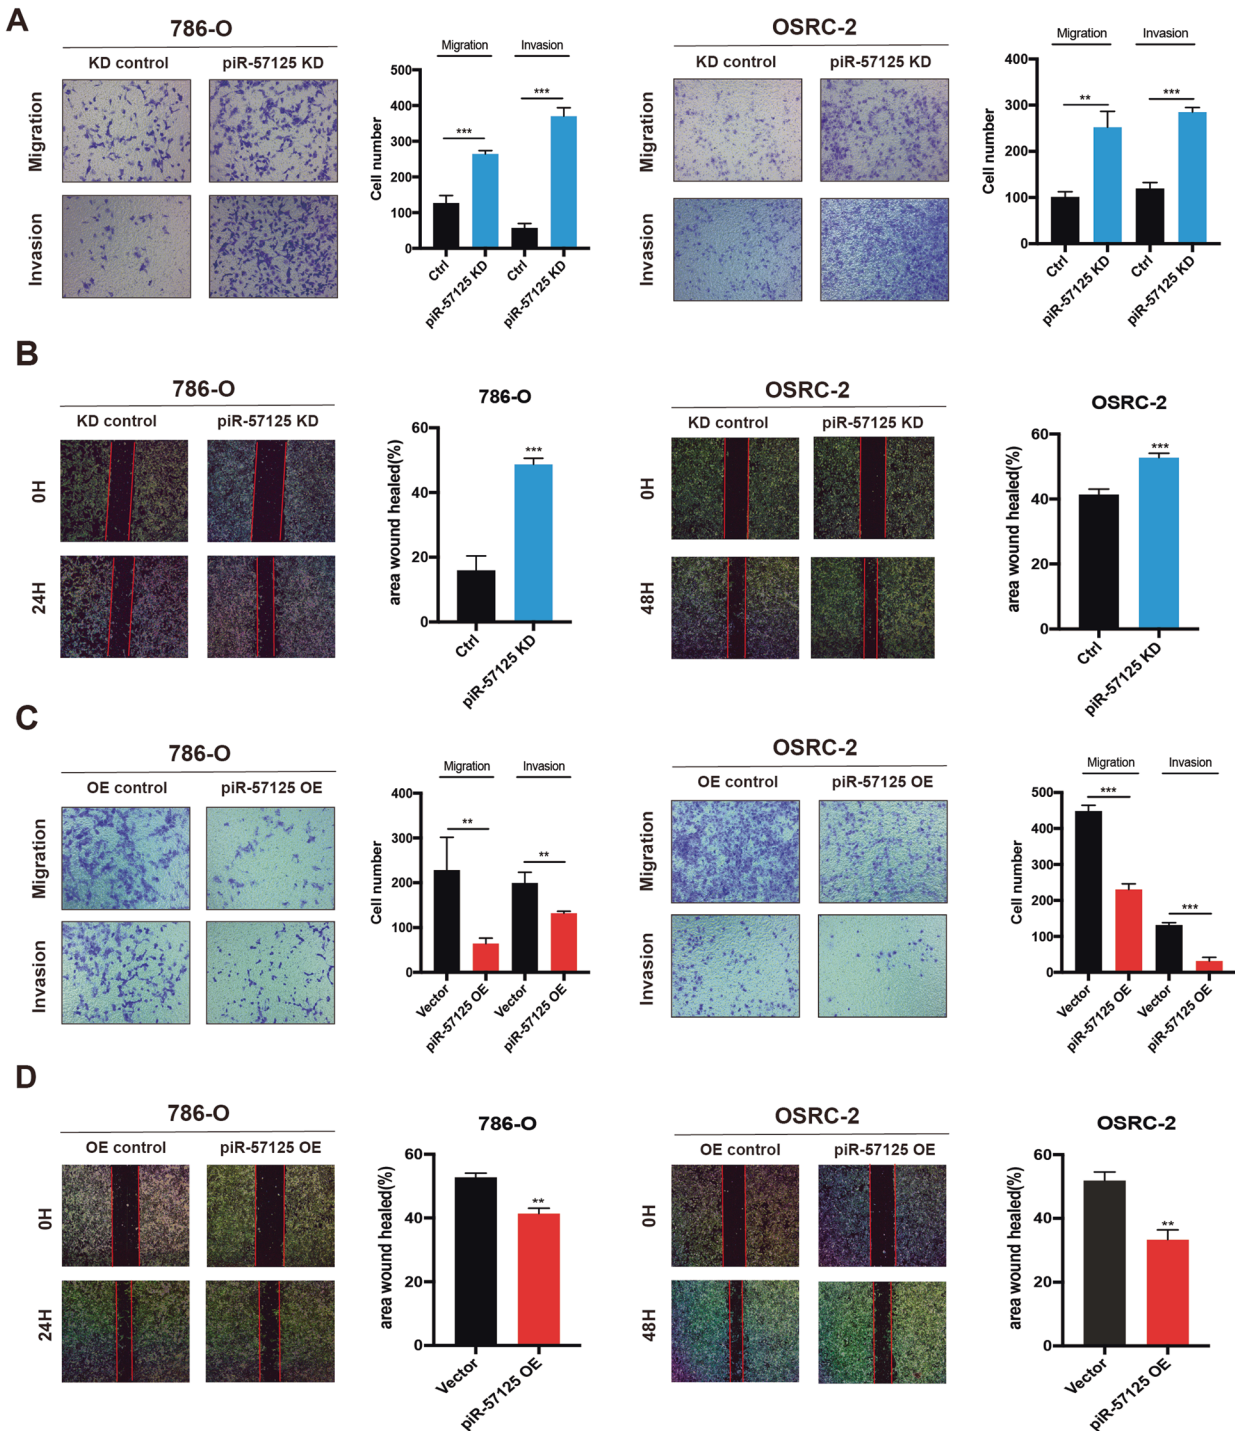 A
786-O
KD control piR-57125 KD
Migration
Invasion
Migration Invasion
Cell number
500
400
300
200
100
0
*** ***
Ctrl piR-57125 KD Ctrl piR-57125 KD
OSRC-2
KD control piR-57125 KD
Migration
Invasion
Migration Invasion
Cell number
400
300
200
100
0
** ***
Ctrl piR-57125 KD Ctrl piR-57125 KD
B
786-O
KD control piR-57125 KD
0H
24H
786-O
area wound healed(%)
60
40
20
0
***
Ctrl piR-57125 KD
OSRC-2
KD control piR-57125 KD
0H
48H
OSRC-2
area wound healed(%)
60
40
20
0
***
Ctrl piR-57125 KD
C
786-O
OE control piR-57125 OE
Migration
Invasion
Migration Invasion
Cell number
400
300
200
100
0
** **
Vector piR-57125 OE Vector piR-57125 OE
OSRC-2
OE control piR-57125 OE
Migration
Invasion
Migration Invasion
Cell number
500
400
300
200
100
0
*** ***
Vector piR-57125 OE Vector piR-57125 OE
D
786-O
OE control piR-57125 OE
0H
24H
786-O
area wound healed(%)
60
40
20
0
**
Vector piR-57125 OE
OSRC-2
OE control piR-57125 OE
0H
48H
OSRC-2
area wound healed(%)
60
40
20
0
**
Vector piR-57125 OE